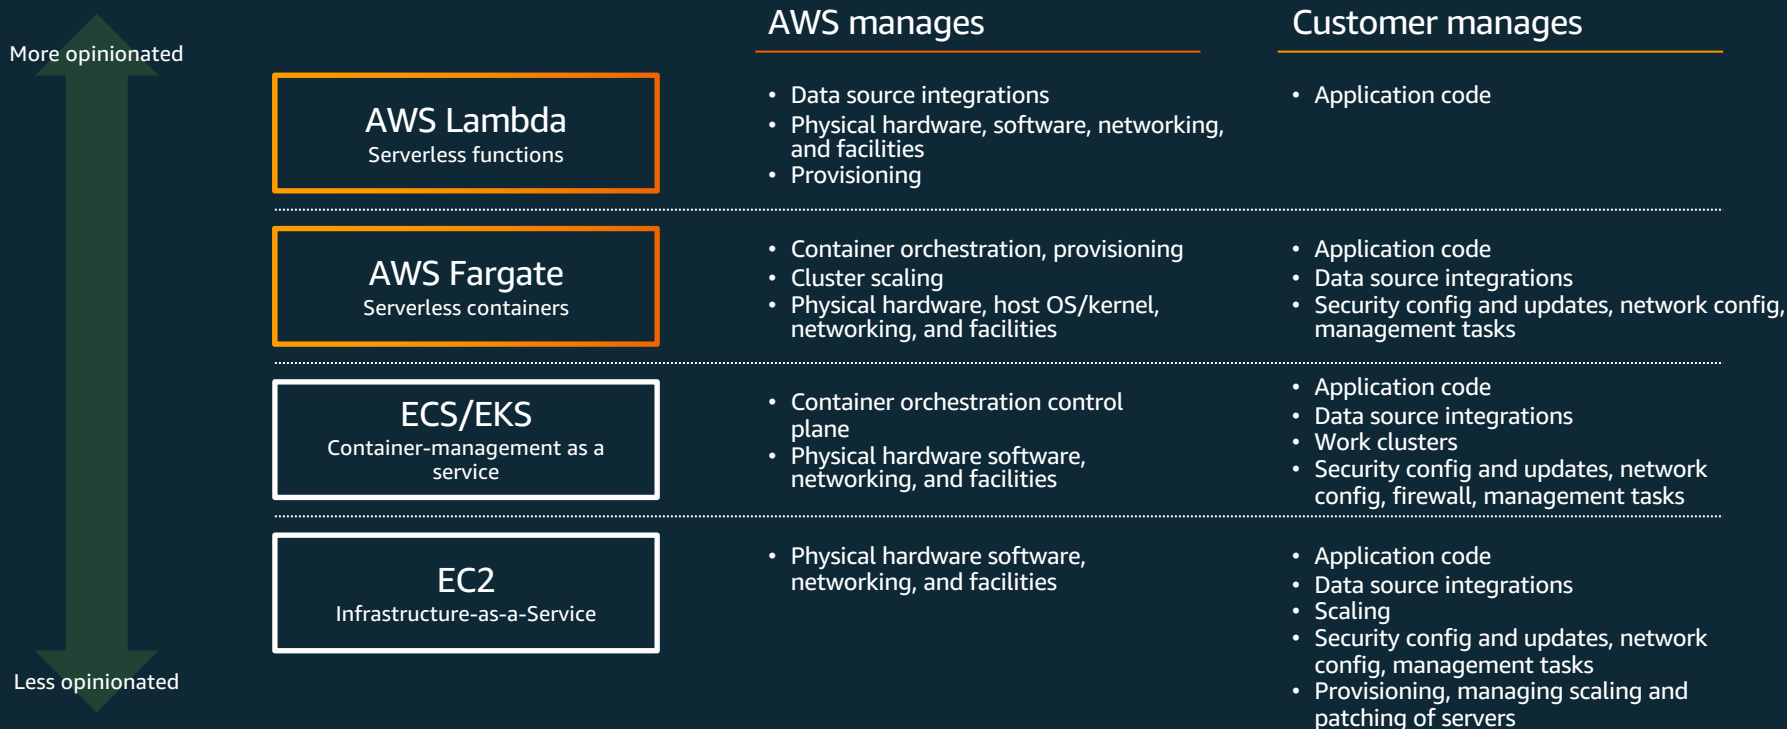 AWS manages
Customer manages
More opinionated
AWS Lambda
Serverless functions
• Data source integrations
• Physical hardware, software, networking,
and facilities
• Provisioning
• Application code
AWS Fargate
Serverless containers
• Container orchestration, provisioning
• Cluster scaling
• Physical hardware, host OS/kernel,
networking, and facilities
• Application code
• Data source integrations
• Security config and updates, network config,
management tasks
ECS/EKS
Container-management as a
service
• Container orchestration control
plane
• Physical hardware software,
networking, and facilities
• Application code
• Data source integrations
• Work clusters
• Security config and updates, network
config, firewall, management tasks
EC2
Infrastructure-as-a-Service
• Physical hardware software,
networking, and facilities
• Application code
• Data source integrations
• Scaling
• Security config and updates, network
config, management tasks
• Provisioning, managing scaling and
patching of servers
Less opinionated